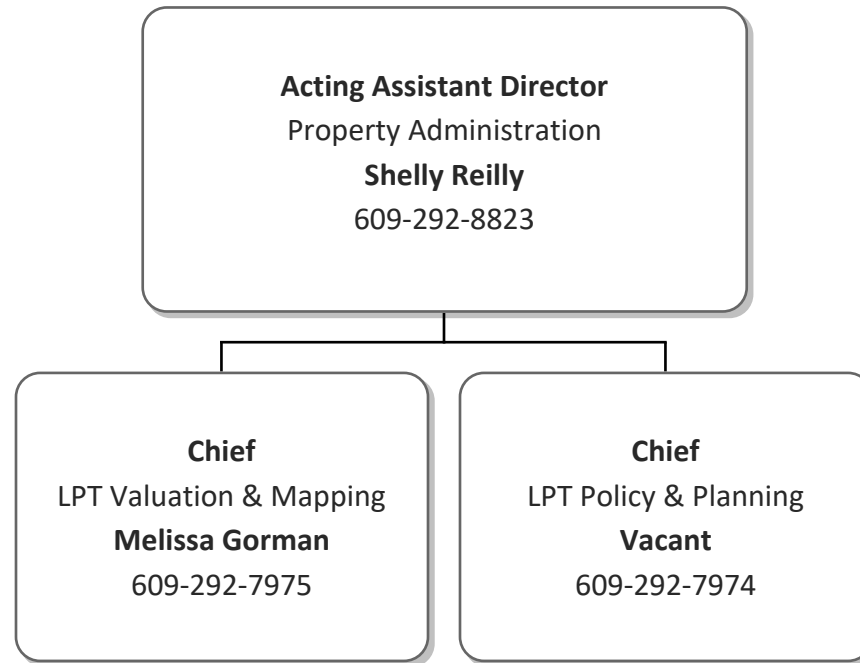 Acting Assistant Director
Property Administration
Shelly Reilly
609-292-8823
Chief
LPT Valuation & Mapping
Melissa Gorman
609-292-7975
Chief
LPT Policy & Planning
Vacant
609-292-7974